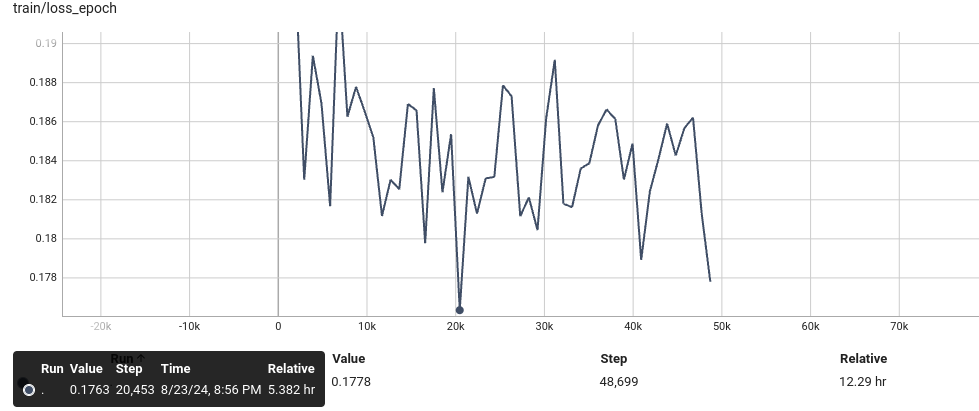 train/loss_epoch
0.19
0.188
0.186
0.184
0.182
0.18
0.178
-20k -10k 0 10k 20k 30k 40k 50k 60k 70k
Run ↑ Value Step Relative
0.1778 48,699 12.29 hr
Run Value Step Time Relative
. 0.1763 20,453 8/23/24, 8:56 PM 5.382 hr